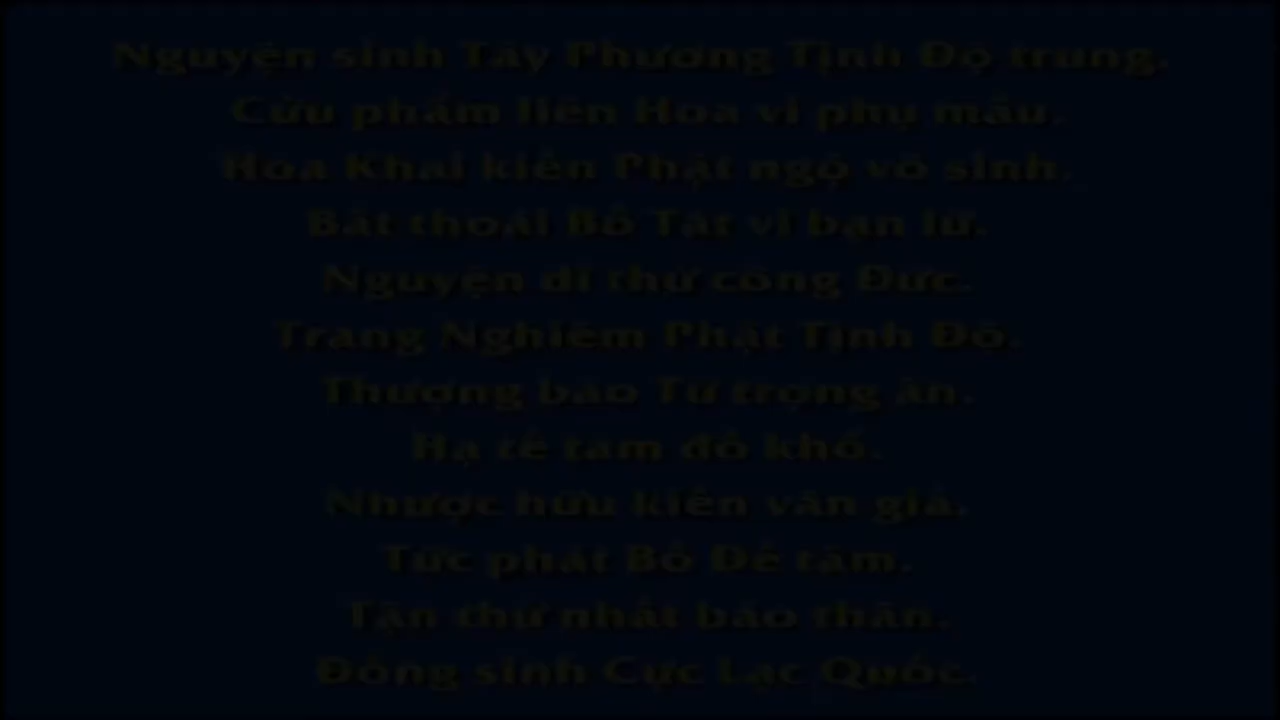 Nguyện sinh Tây Phương Tịnh Độ trung.
Cửu phẩm liên Hoa vi phụ mẫu.
Hoa Khai kiến Phật ngộ vô sinh.
Bất thoái Bồ Tát vi bạn lữ.
Nguyện dĩ thử công Đức.
Trang Nghiêm Phật Tịnh Độ.
Thượng báo Tứ trọng ân.
Hạ tế tam đồ khổ.
Nhược hữu kiến văn giả.
Tức phát Bồ Đề tâm.
Tận thử nhất báo thân.
Đồng sinh Cực Lạc Quốc.